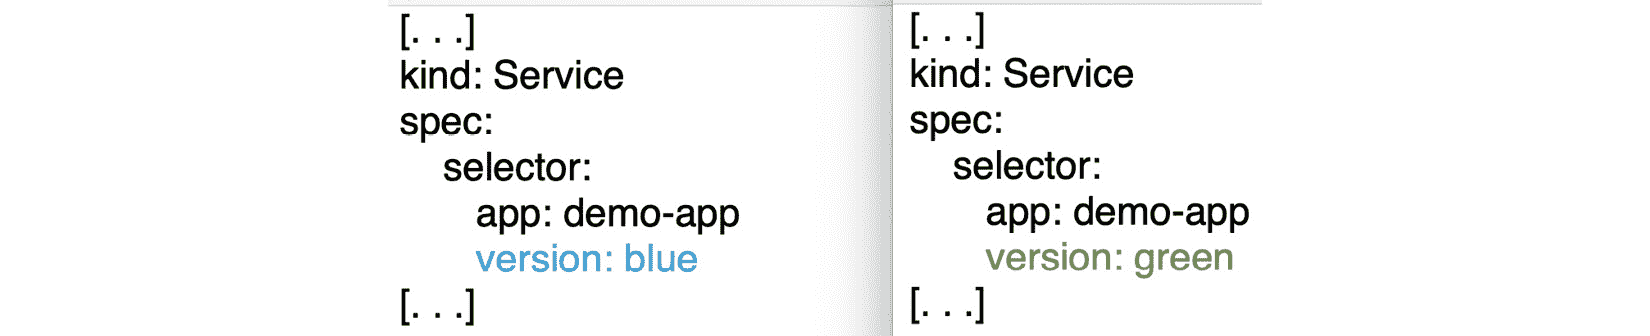 [. . .]
kind: Service
spec:
selector:
app: demo-app
version: blue
[. . .]
[. . .]
kind: Service
spec:
selector:
app: demo-app
version: green
[. . .]